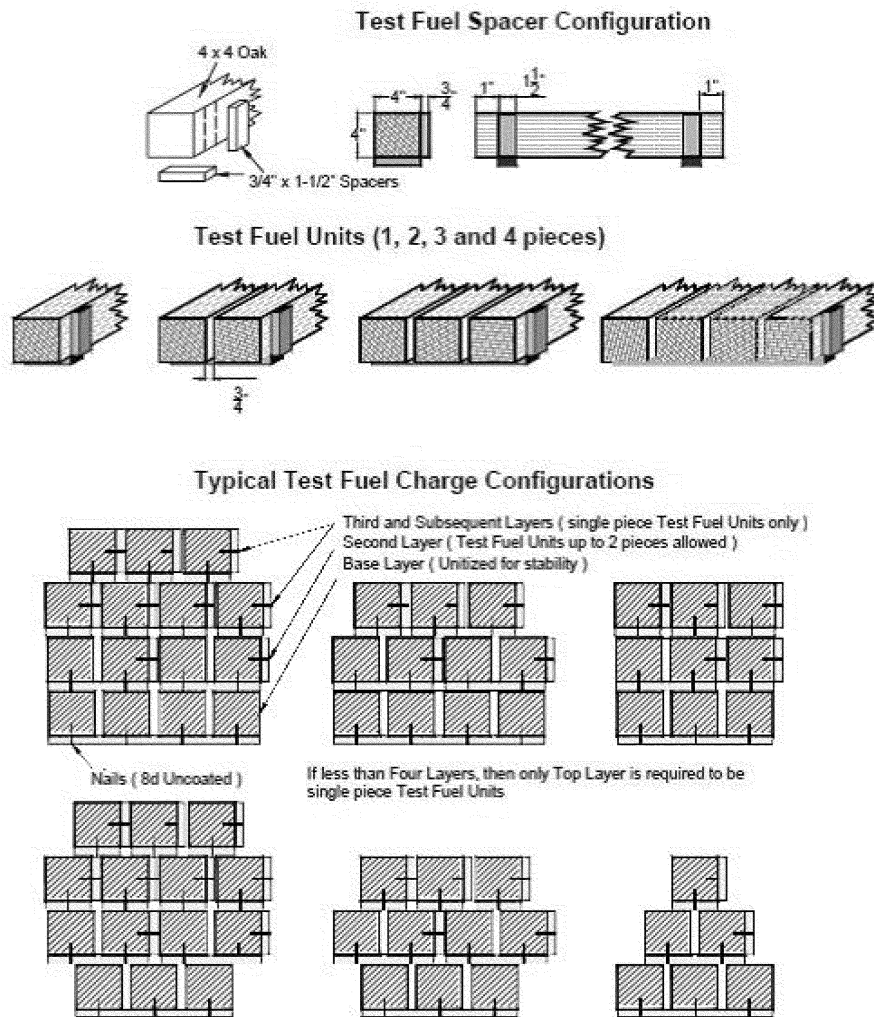 Test Fuel Spacer Configuration
4 x 4 Oak
4"
3/4"
1"
1 1/2"
1"
4"
3/4" x 1-1/2" Spacers
Test Fuel Units (1, 2, 3 and 4 pieces)
3/4"
Typical Test Fuel Charge Configurations
Third and Subsequent Layers ( single piece Test Fuel Units only )
Second Layer ( Test Fuel Units up to 2 pieces allowed )
Base Layer ( Unitized for stability )
Nails ( 8d Uncoated )
If less than Four Layers, then only Top Layer is required to be
single piece Test Fuel Units